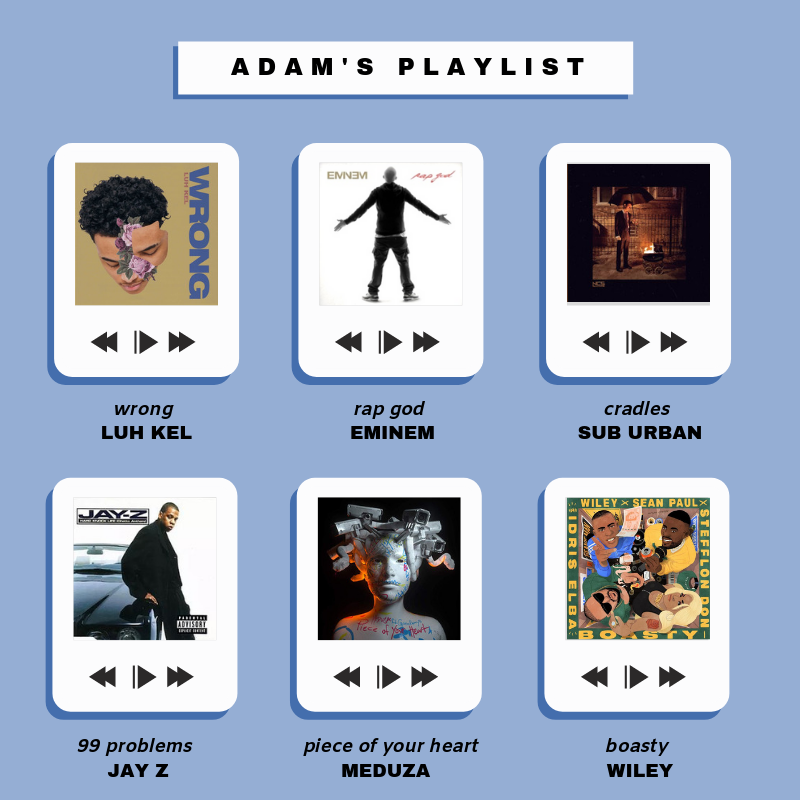 ADAM'S PLAYLIST
LUH KEL
WRONG
EMINEM
rap god
wrong
LUH KEL
rap god
EMINEM
cradles
SUB URBAN
JAY-Z
PARENTAL
ADVISORY
EXPLICIT CONTENT
Piece of Your Heart
WILEY × SEAN PAUL ×
STEFFLON DON
IDRIS ELBA
BOASTY
99 problems
JAY Z
piece of your heart
MEDUZA
boasty
WILEY